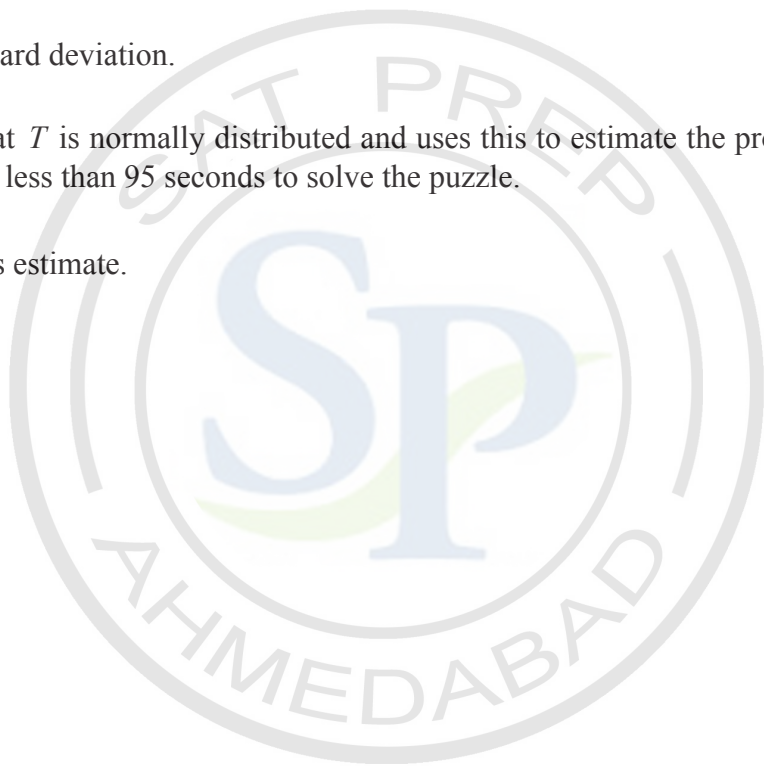 ard deviation.
at T is normally distributed and uses this to estimate the pro
less than 95 seconds to solve the puzzle.
s estimate.
SAT PREP
SP
AHMEDABAD